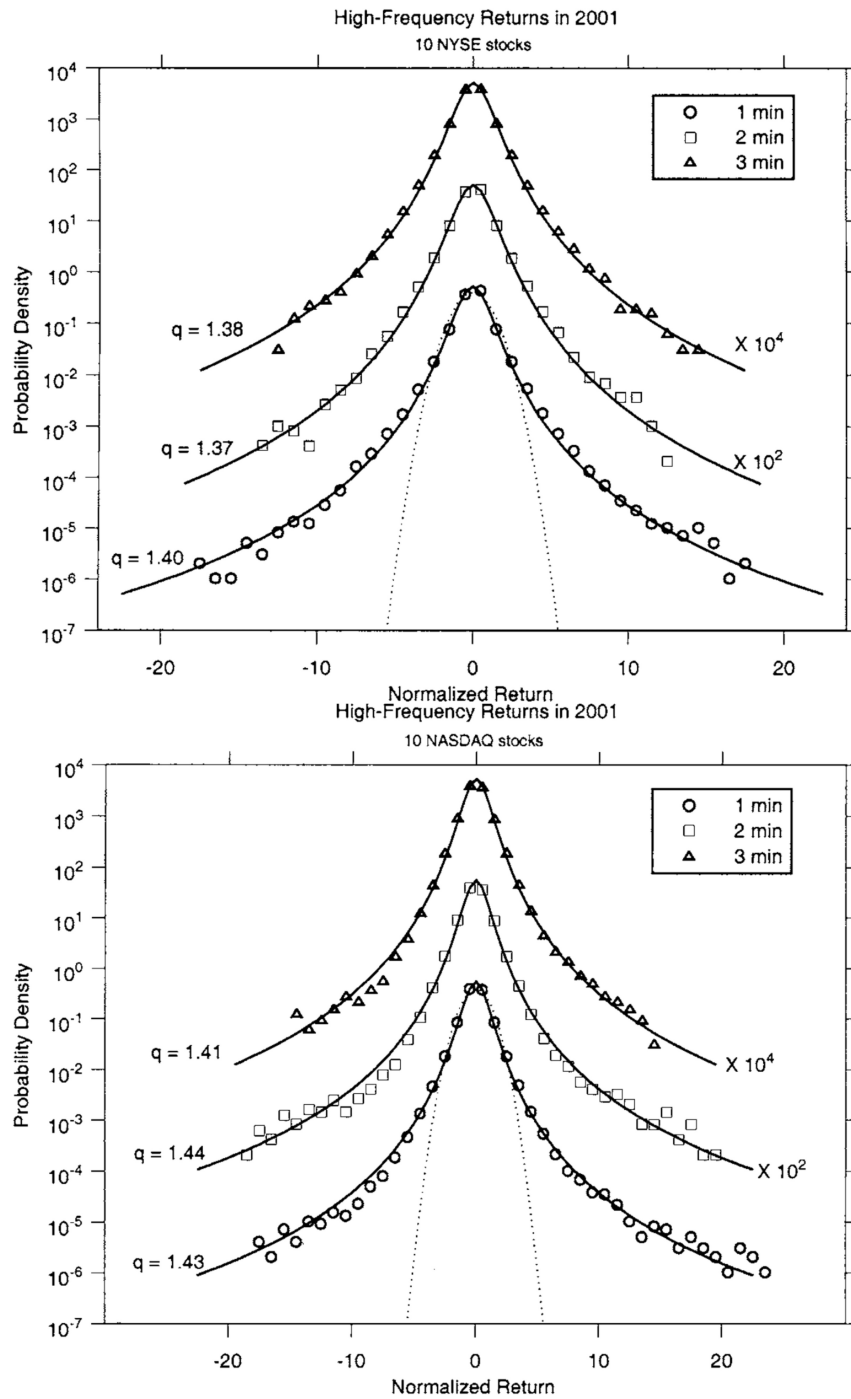 High-Frequency Returns in 2001
10 NYSE stocks
10^4
10^3
10^2
10^1
10^0
10^-1
10^-2
10^-3
10^-4
10^-5
10^-6
10^-7
Probability Density
1 min
2 min
3 min
q = 1.38
X 10^4
q = 1.37
X 10^2
q = 1.40
-20
-10
0
10
20
Normalized Return
High-Frequency Returns in 2001
10 NASDAQ stocks
10^4
10^3
10^2
10^1
10^0
10^-1
10^-2
10^-3
10^-4
10^-5
10^-6
10^-7
Probability Density
1 min
2 min
3 min
q = 1.41
X 10^4
q = 1.44
X 10^2
q = 1.43
-20
-10
0
10
20
Normalized Return